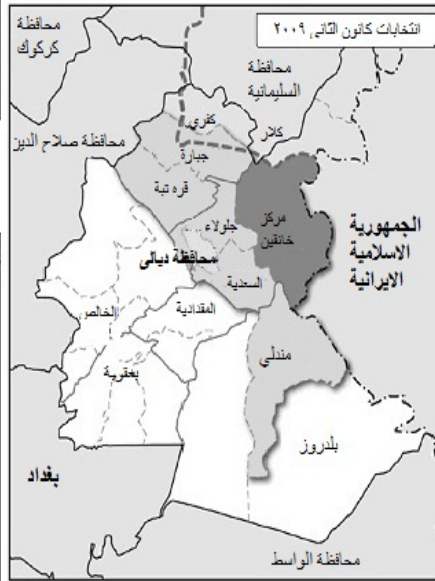 انتخابات كانون الثاني ٢٠٠٩
محافظة
كركوك
محافظة
السليمانية
كفري
كلار
محافظة صلاح الدين
جبارة
قره تبة
مركز
خانقين
جلولاء
الجمهورية
الاسلامية
الايرانية
محافظة ديالى
السعدية
المقدادية
الخالص
مندلي
بعقوبة
بلدروز
بغداد
محافظة الواسط